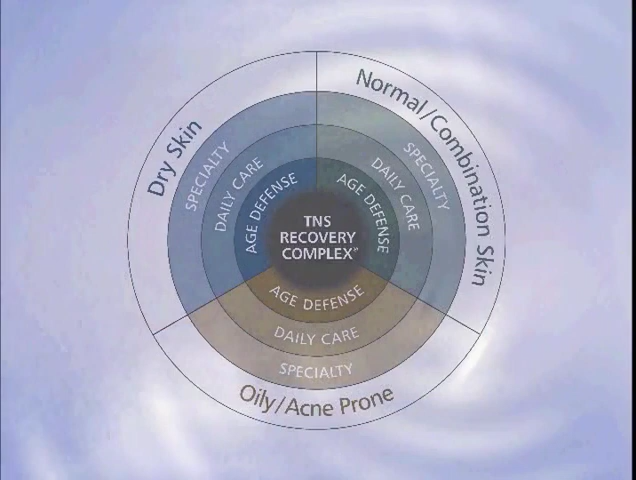 Dry Skin
SPECIALTY
DAILY CARE
AGE DEFENSE
Normal/Combination Skin
SPECIALTY
DAILY CARE
AGE DEFENSE
TNS
RECOVERY
COMPLEX
AGE DEFENSE
DAILY CARE
SPECIALTY
Oily/Acne Prone